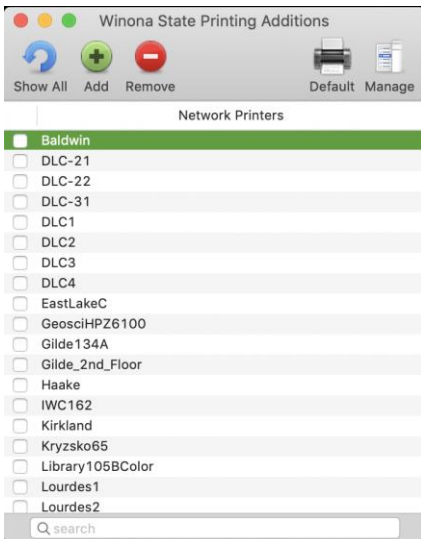 Winona State Printing Additions
Show All Add Remove Default Manage
Network Printers
Baldwin
DLC-21
DLC-22
DLC-31
DLC1
DLC2
DLC3
DLC4
EastLakeC
GeosciHPZ6100
Gilde134A
Gilde_2nd_Floor
Haake
IWC162
Kirkland
Kryzsko65
Library105BColor
Lourdes1
Lourdes2
search